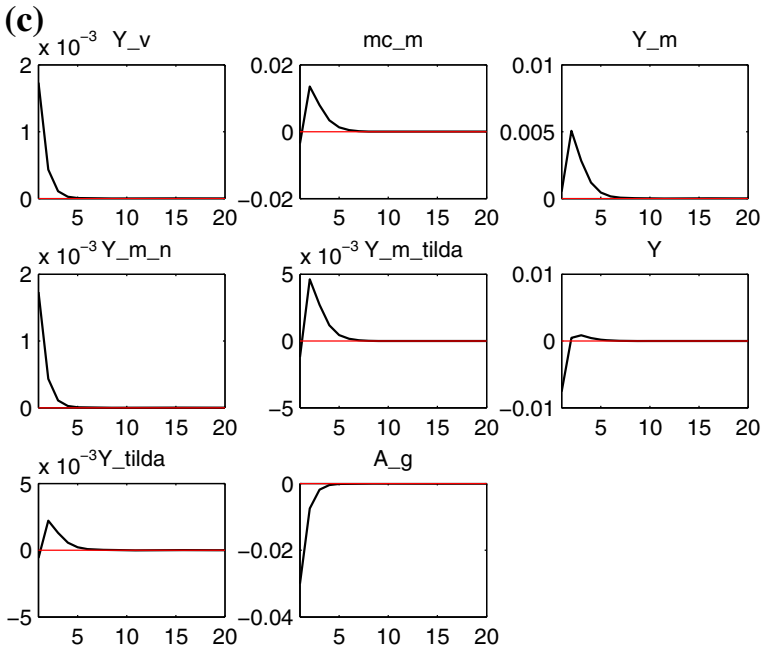 (c)
x 10⁻³ Y_v mc_m Y_m
2 0.02 0.01
1 0 0.005
0 −0.02 0
5 10 15 20 5 10 15 20 5 10 15 20
x 10⁻³ Y_m_n x 10⁻³ Y_m_tilda Y
2 5 0.01
1 0 0
0 −5 −0.01
5 10 15 20 5 10 15 20 5 10 15 20
x 10⁻³ Y_tilda A_g
5 0
0 −0.02
−5 −0.04
5 10 15 20 5 10 15 20